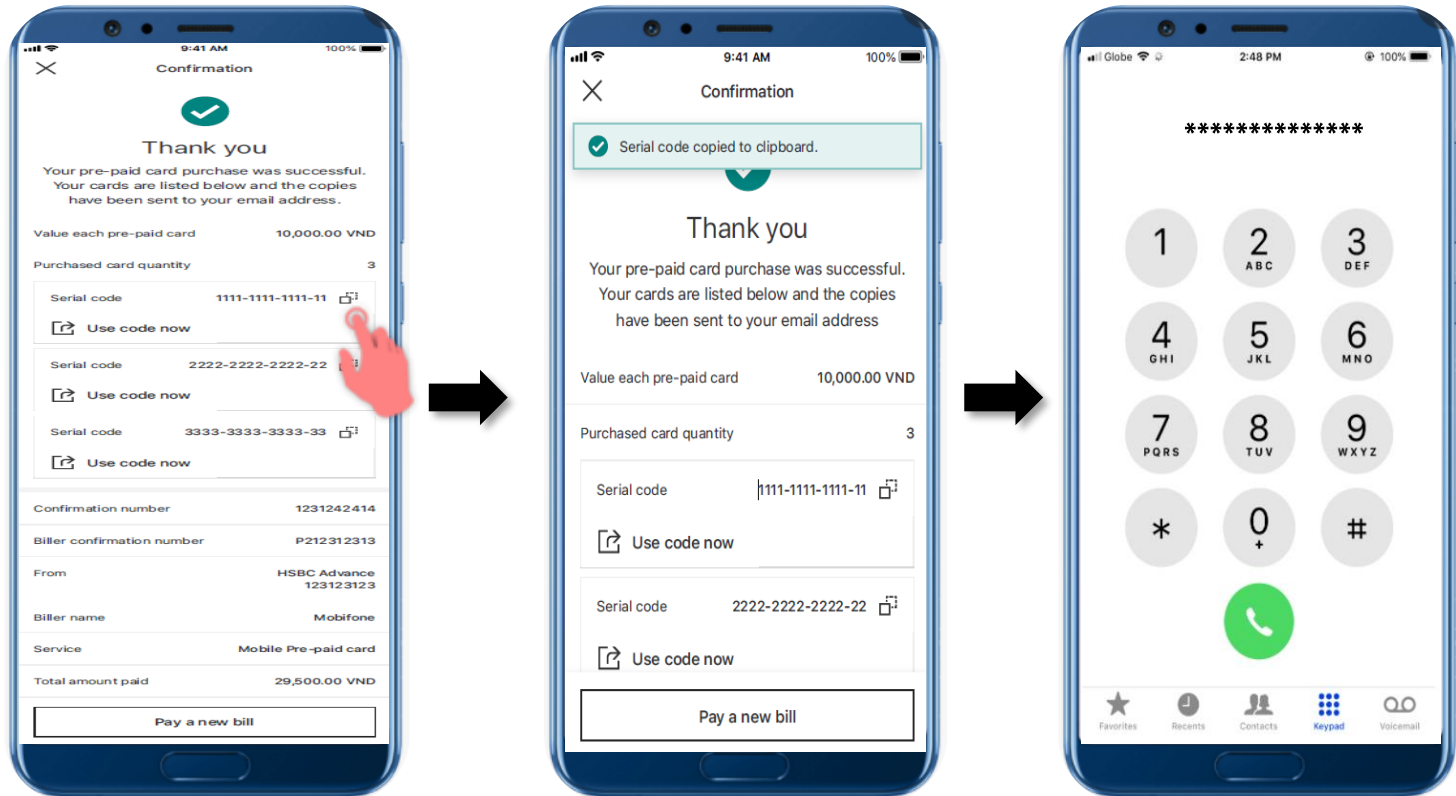 9:41 AM 100%
Confirmation
Thank you
Your pre-paid card purchase was successful.
Your cards are listed below and the copies
have been sent to your email address.
Value each pre-paid card 10,000.00 VND
Purchased card quantity 3
Serial code 1111-1111-1111-11
Use code now
Serial code 2222-2222-2222-22
Use code now
Serial code 3333-3333-3333-33
Use code now
Confirmation number 1231242414
Biller confirmation number P212312313
From HSBC Advance
123123123
Biller name Mobifone
Service Mobile Pre-paid card
Total amount paid 29,500.00 VND
Pay a new bill
9:41 AM 100%
Confirmation
Serial code copied to clipboard.
Thank you
Your pre-paid card purchase was successful.
Your cards are listed below and the copies
have been sent to your email address
Value each pre-paid card 10,000.00 VND
Purchased card quantity 3
Serial code 1111-1111-1111-11
Use code now
Serial code 2222-2222-2222-22
Use code now
Pay a new bill
Globe 2:48 PM 100%
**************
1 2 3
ABC DEF
4 5 6
GHI JKL MNO
7 8 9
PQRS TUV WXYZ
* 0 #
+
Favorites Recents Contacts Keypad Voicemail